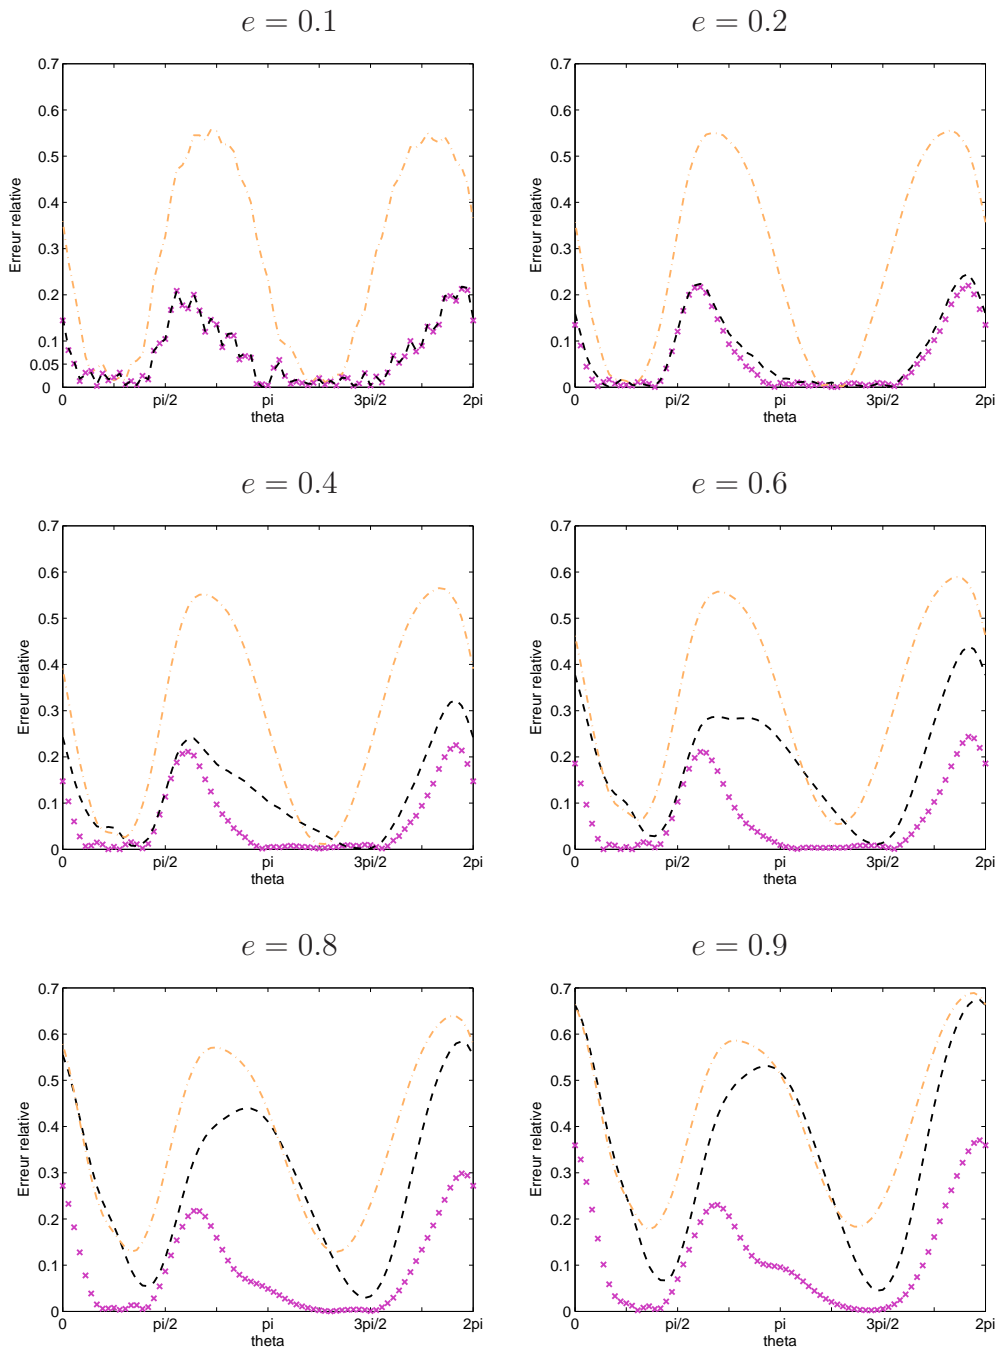 e = 0.1
e = 0.2
0.7
0.6
0.5
0.4
0.3
0.2
0.1
0.05
0
Erreur relative
0
pi/2
pi
3pi/2
2pi
theta
0.7
0.6
0.5
0.4
0.3
0.2
0.1
0
Erreur relative
0
pi/2
pi
3pi/2
2pi
theta
e = 0.4
e = 0.6
0.7
0.6
0.5
0.4
0.3
0.2
0.1
0
Erreur relative
0
pi/2
pi
3pi/2
2pi
theta
0.7
0.6
0.5
0.4
0.3
0.2
0.1
0
Erreur relative
0
pi/2
pi
3pi/2
2pi
theta
e = 0.8
e = 0.9
0.7
0.6
0.5
0.4
0.3
0.2
0.1
0
Erreur relative
0
pi/2
pi
3pi/2
2pi
theta
0.7
0.6
0.5
0.4
0.3
0.2
0.1
0
Erreur relative
0
pi/2
pi
3pi/2
2pi
theta